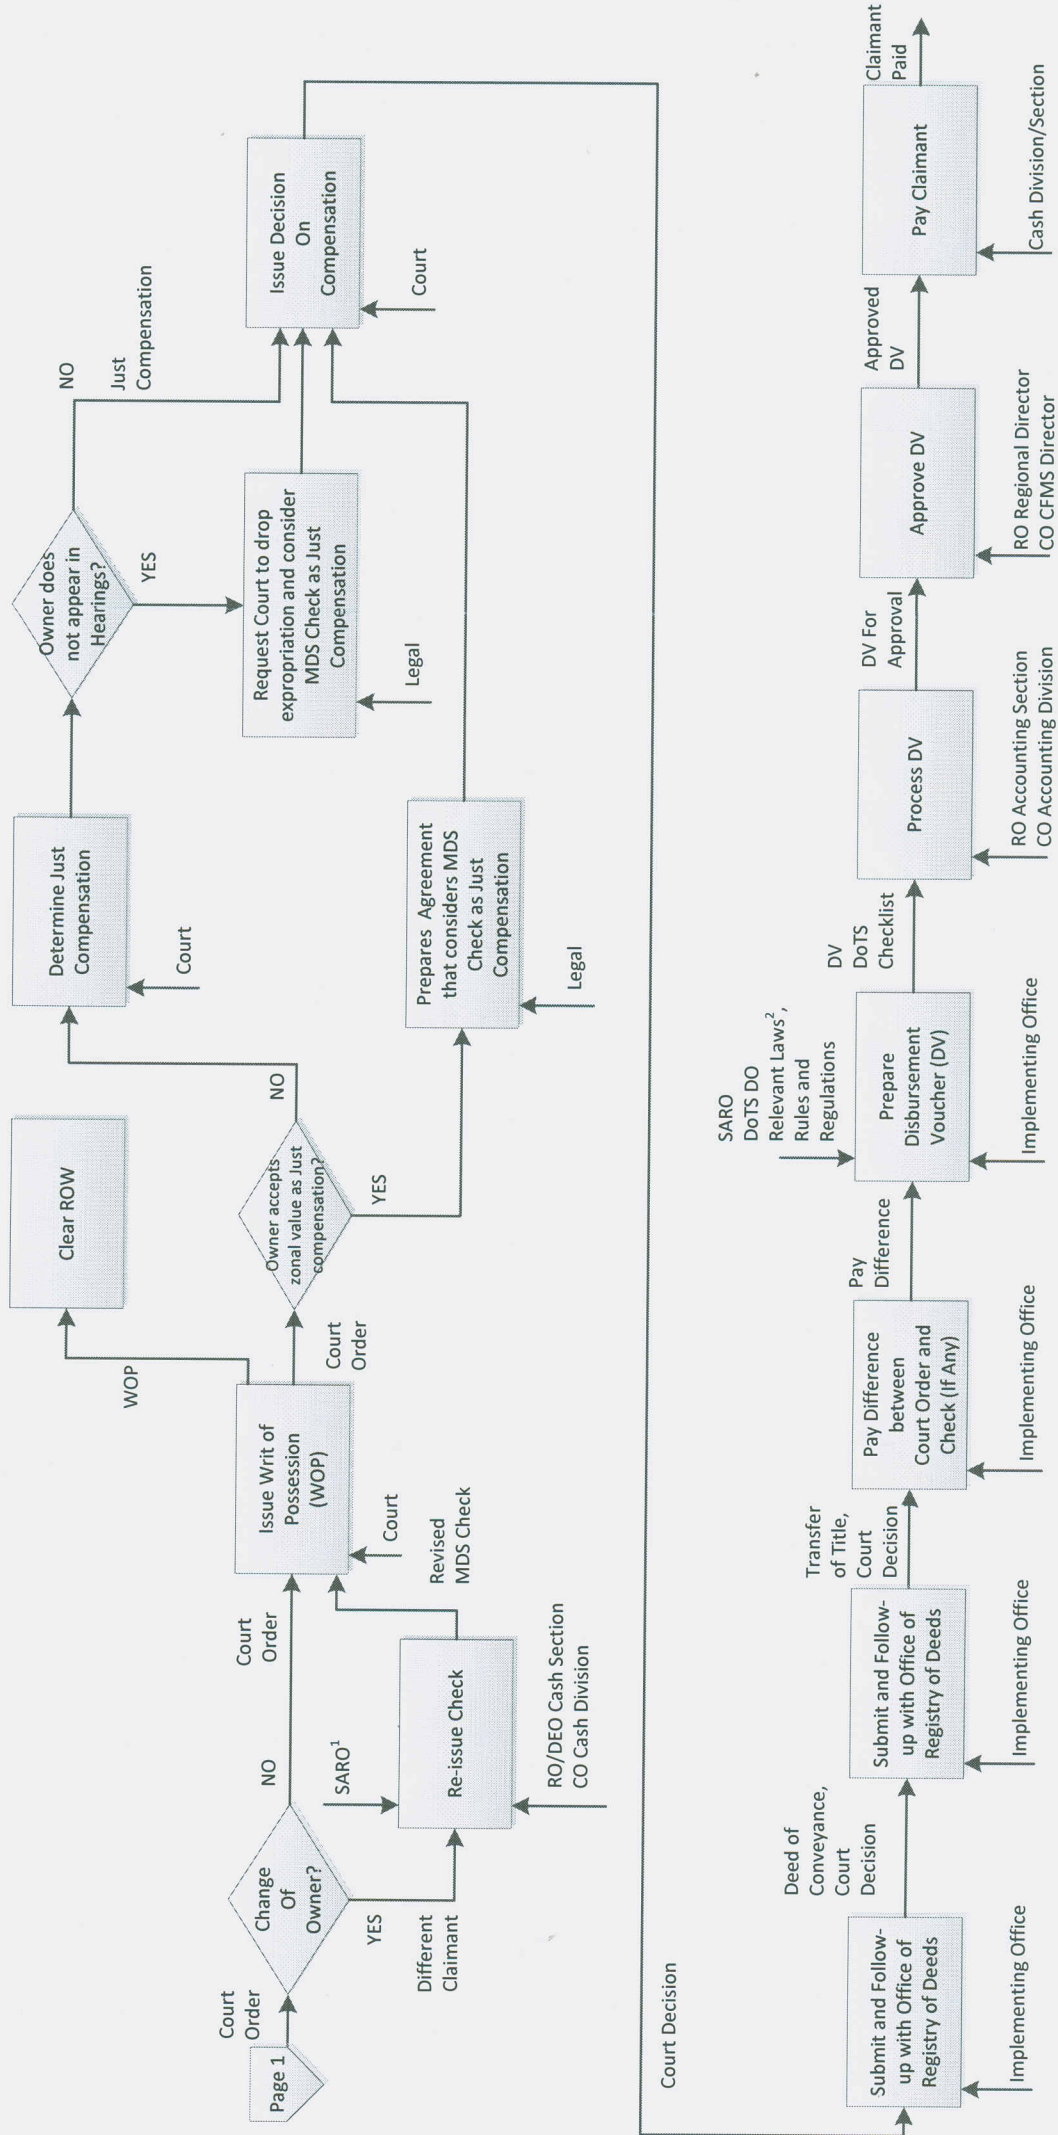 Page 1
Court
Order
Change
Of
Owner?
NO
Court
Order
YES
Different
Claimant
SARO¹
Re-issue Check
RO/DEO Cash Section
CO Cash Division
Revised
MDS Check
Issue Writ of
Possession
(WOP)
Court
WOP
Clear ROW
Court
Order
Owner accepts
zonal value as Just
compensation?
NO
YES
Determine Just
Compensation
Court
Prepares Agreement
that considers MDS
Check as Just
Compensation
Legal
Owner does
not appear in
Hearings?
NO
Just
Compensation
YES
Request Court to drop
expropriation and consider
MDS Check as Just
Compensation
Legal
Issue Decision
On
Compensation
Court
Court Decision
Submit and Follow-
up with Office of
Registry of Deeds
Implementing Office
Deed of
Conveyance,
Court
Decision
Submit and Follow-
up with Office of
Registry of Deeds
Implementing Office
Transfer
of Title,
Court
Decision
Pay Difference
between
Court Order and
Check (If Any)
Implementing Office
Pay
Difference
SARO
DoTS DO
Relevant Laws²,
Rules and
Regulations
Prepare
Disbursement
Voucher (DV)
Implementing Office
DV
DoTS
Checklist
Process DV
RO Accounting Section
CO Accounting Division
DV For
Approval
Approve DV
RO Regional Director
CO CFMS Director
Approved
DV
Pay Claimant
Cash Division/Section
Claimant
Paid